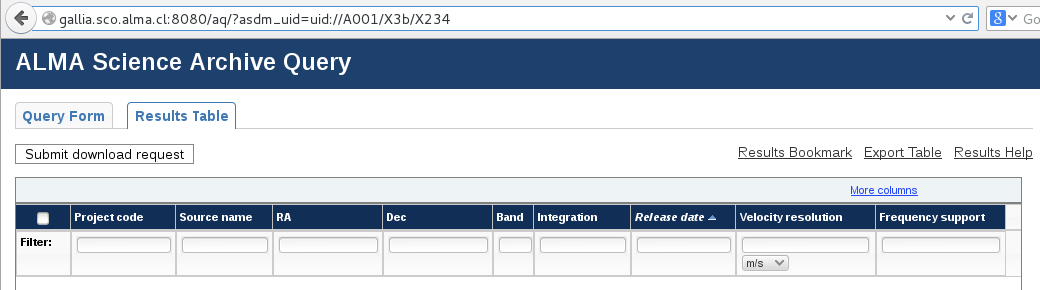 gallia.sco.alma.cl:8080/aq/?asdm_uid=uid://A001/X3b/X234
8 Go
ALMA Science Archive Query
Query Form Results Table
Submit download request Results Bookmark Export Table Results Help
More columns
Project code Source name RA Dec Band Integration Release date Velocity resolution Frequency support
Filter:
m/s